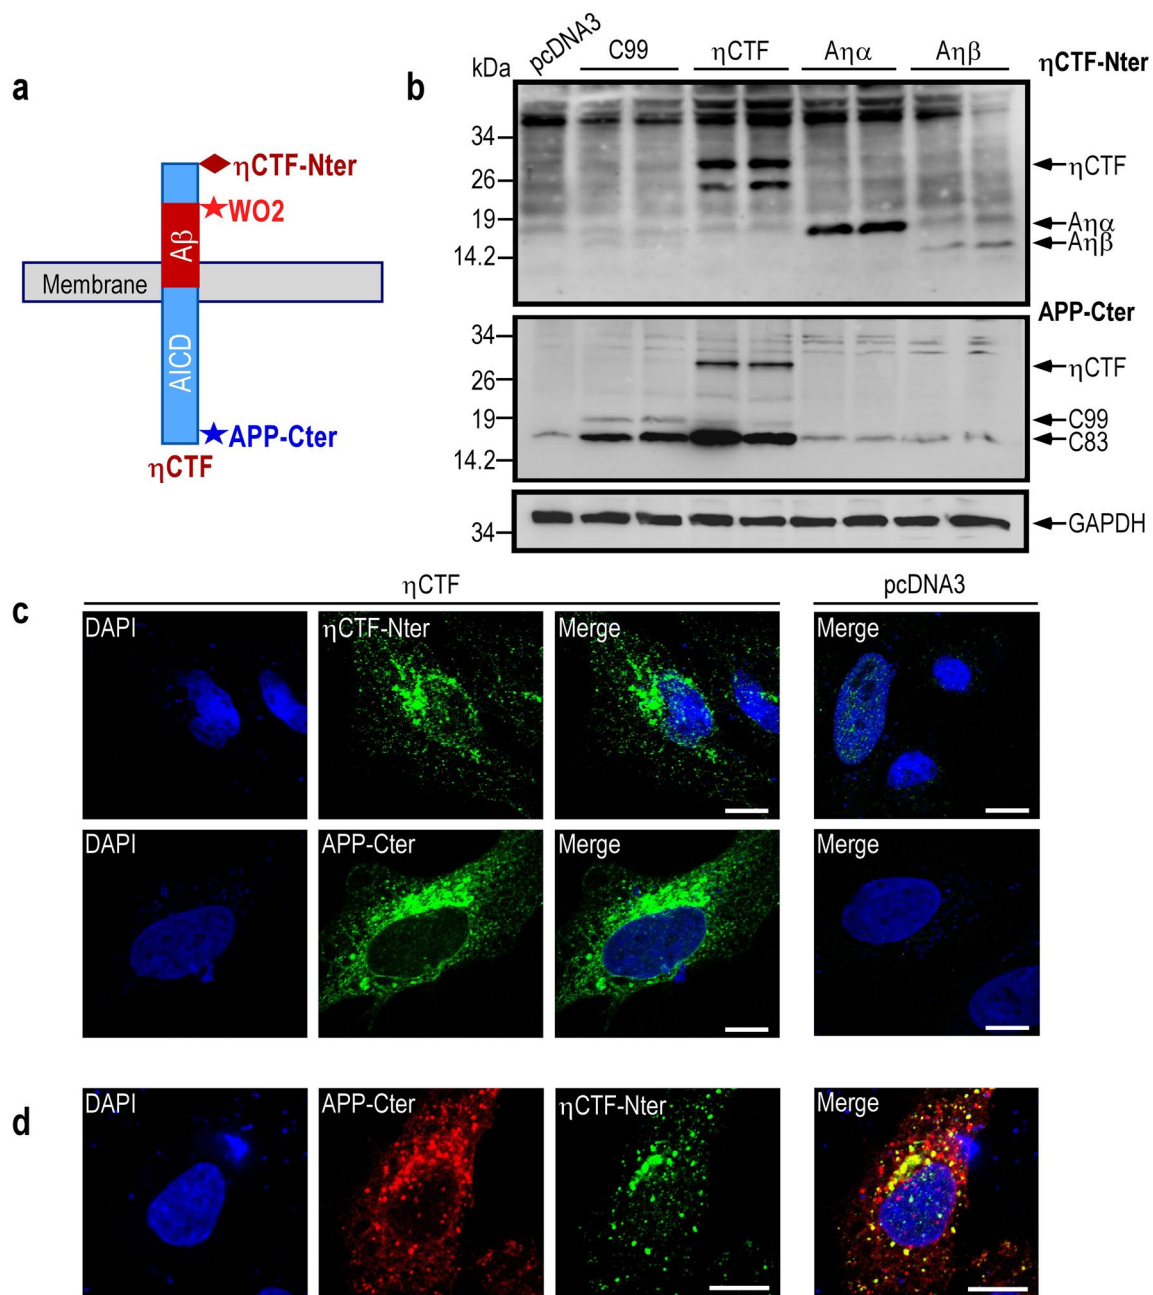 a
ηCTF-Nter
WO2
Aβ
Membrane
AICD
APP-Cter
ηCTF
b
kDa
pcDNA3
C99
ηCTF
Aηα
Aηβ
ηCTF-Nter
34
26
19
14.2
ηCTF
Aηα
Aηβ
APP-Cter
34
26
19
14.2
ηCTF
C99
C83
34
GAPDH
c
ηCTF
pcDNA3
DAPI
ηCTF-Nter
Merge
Merge
DAPI
APP-Cter
Merge
Merge
d
DAPI
APP-Cter
ηCTF-Nter
Merge